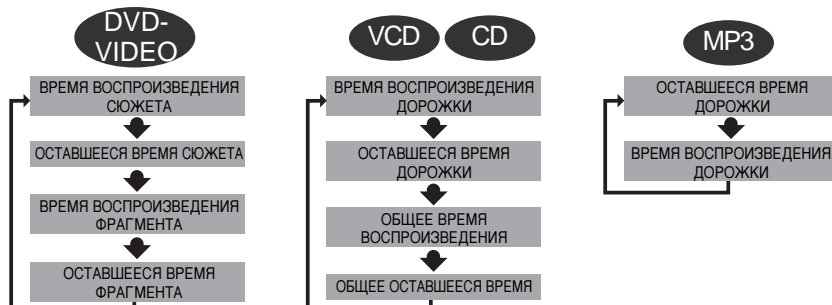 DVD-
VIDEO
ВРЕМЯ ВОСПРОИЗВЕДЕНИЯ
СЮЖЕТА
ОСТАВШЕЕСЯ ВРЕМЯ СЮЖЕТА
ВРЕМЯ ВОСПРОИЗВЕДЕНИЯ
ФРАГМЕНТА
ОСТАВШЕЕСЯ ВРЕМЯ
ФРАГМЕНТА
VCD CD
ВРЕМЯ ВОСПРОИЗВЕДЕНИЯ
ДОРОЖКИ
ОСТАВШЕЕСЯ ВРЕМЯ
ДОРОЖКИ
ОБЩЕЕ ВРЕМЯ
ВОСПРОИЗВЕДЕНИЯ
ОБЩЕЕ ОСТАВШЕЕСЯ ВРЕМЯ
MP3
ОСТАВШЕЕСЯ ВРЕМЯ
ДОРОЖКИ
ВРЕМЯ ВОСПРОИЗВЕДЕНИЯ
ДОРОЖКИ